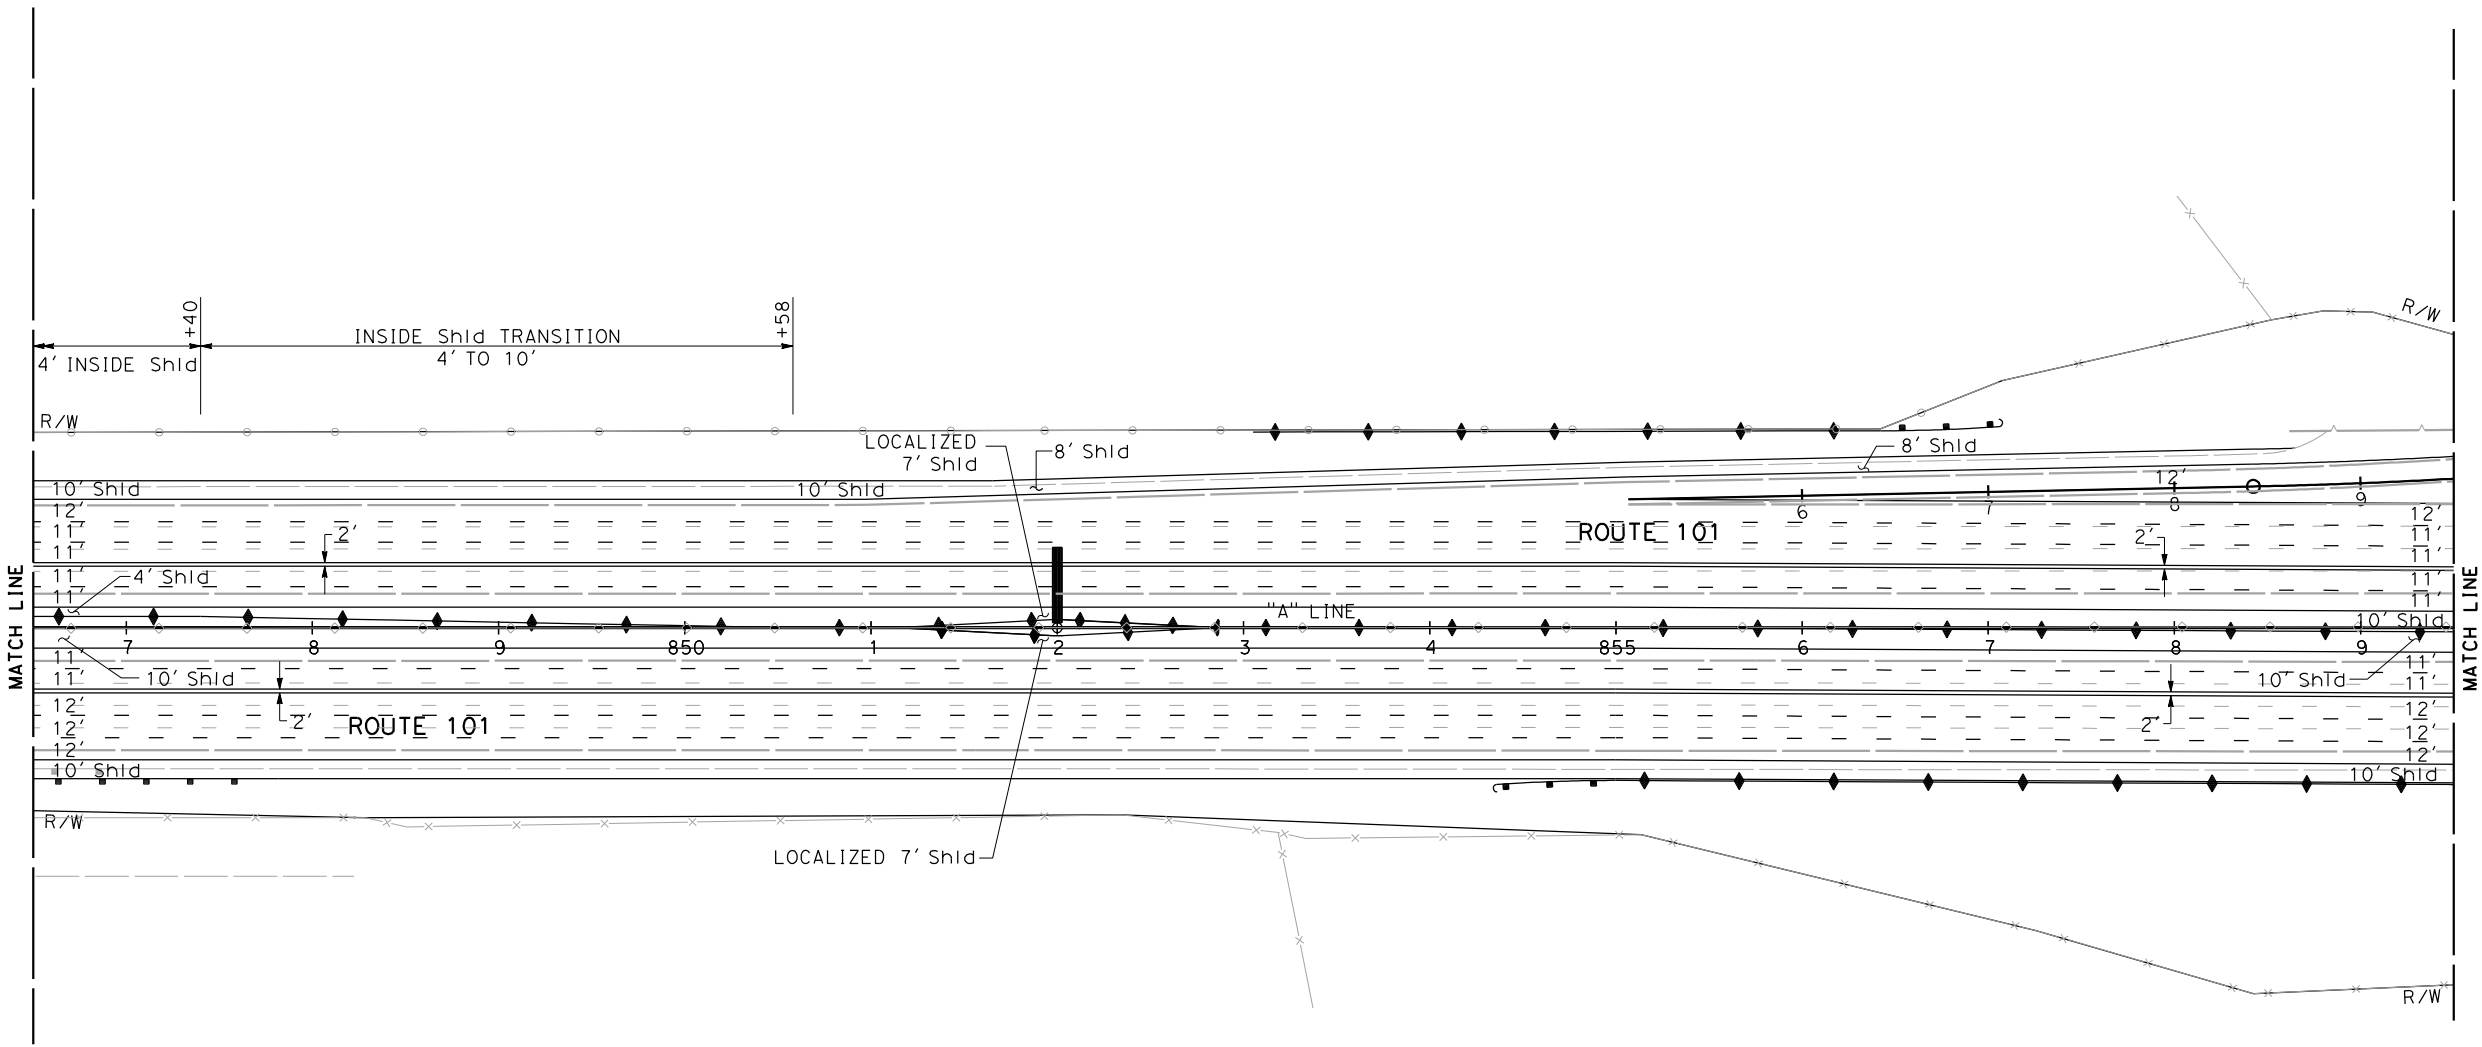 +40
+58
INSIDE Shld TRANSITION
4' TO 10'
4' INSIDE Shld
R/W
R/W
LOCALIZED
7' Shld
8' Shld
8' Shld
10' Shld
10' Shld
12'
12'
6
7
8
9
12'
11'
11'
2'
ROUTE 101
2'
12'
11'
11'
11'
11'
4' Shld
11'
11'
"A" LINE
10' Shld
MATCH LINE
MATCH LINE
7
8
9
850
1
2
3
4
855
6
7
8
9
11'
11'
10' Shld
10' Shld
11'
11'
12'
12'
12'
2'
ROUTE 101
2'
12'
12'
12'
10' Shld
10' Shld
R/W
LOCALIZED 7' Shld
R/W